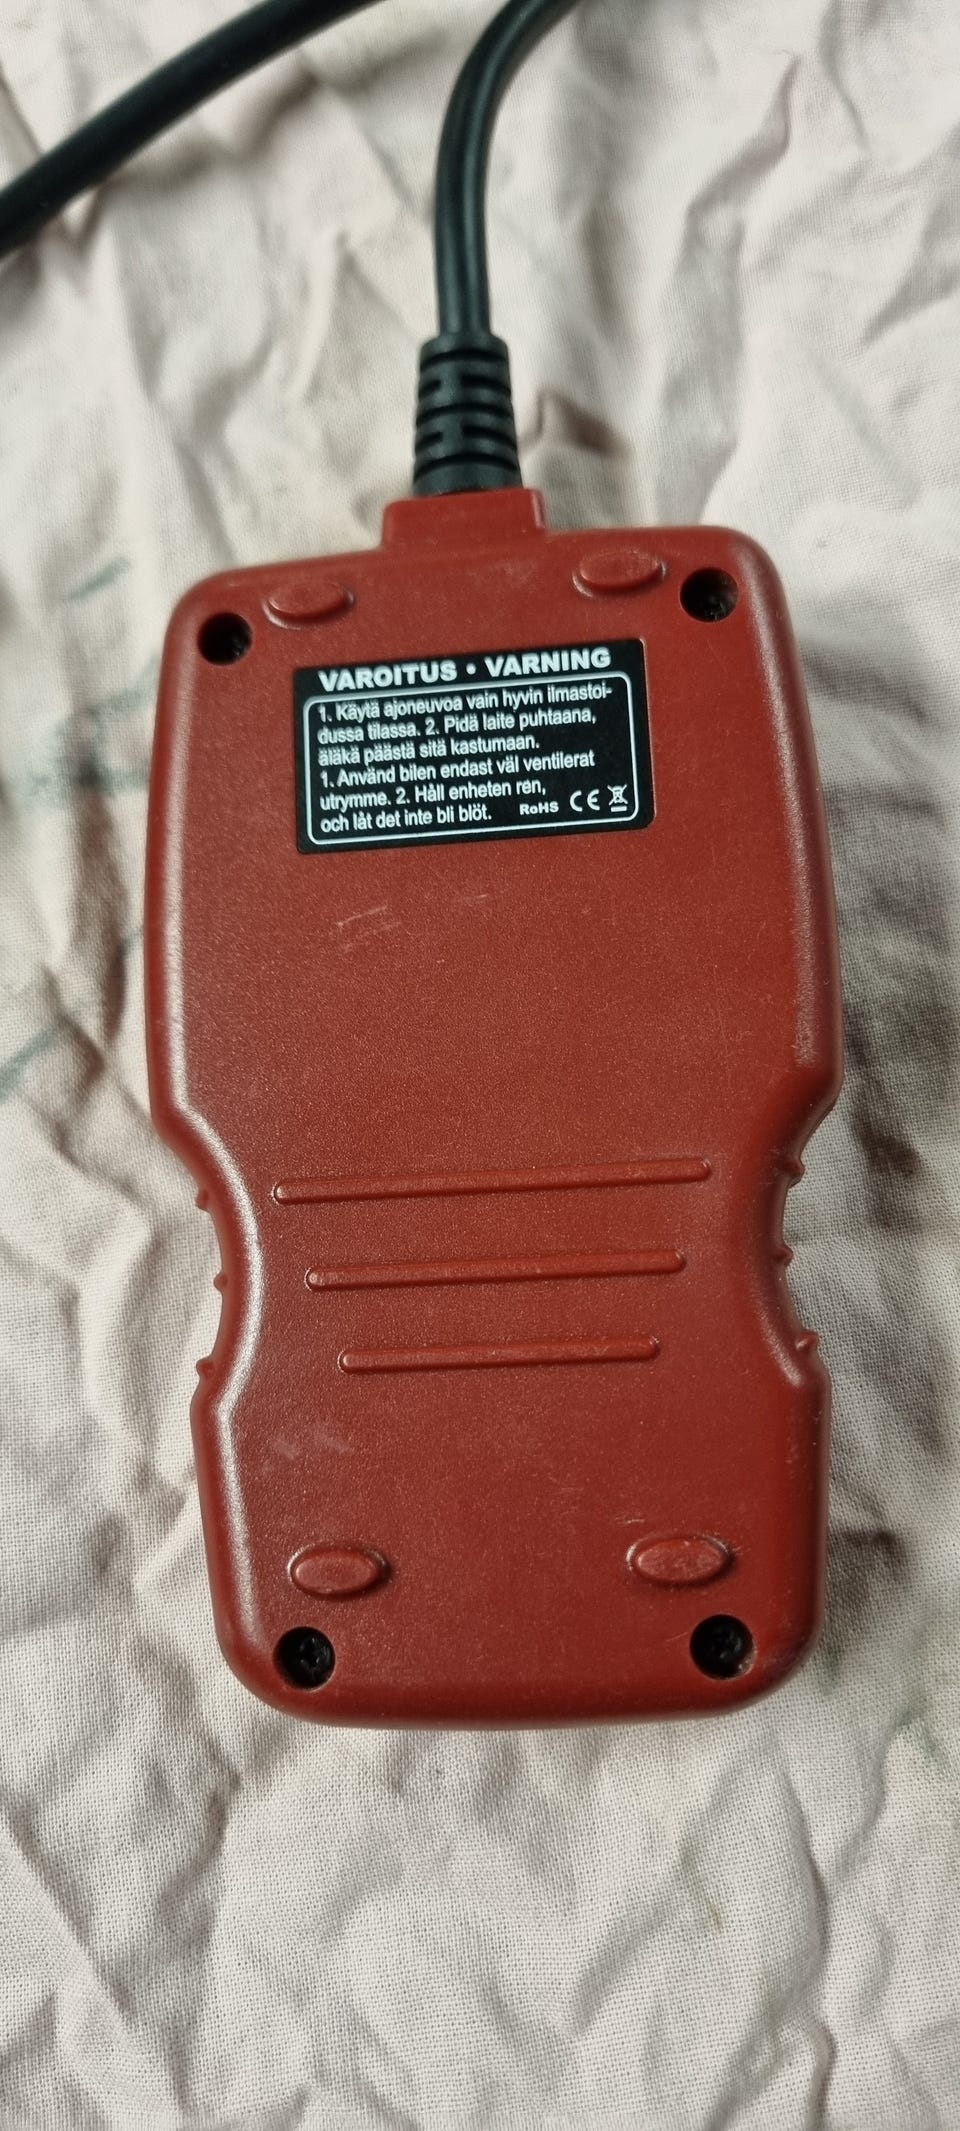 VAROITUS • VARNING
1. Käytä ajoneuvoa vain hyvin ilmastoi-
dussa tilassa. 2. Pidä laite puhtaana,
äläkä päästä sitä kastumaan.
1. Använd bilen endast väl ventilerat
utrymme. 2. Håll enheten ren,
och låt det inte bli blöt. RoHS CE